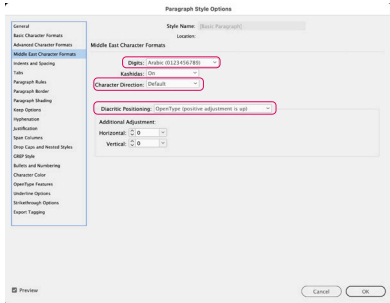 Paragraph Style Options
General
Basic Character Formats
Advanced Character Formats
Middle East Character Formats
Indents and Spacing
Tabs
Paragraph Rules
Paragraph Border
Paragraph Shading
Keep Options
Hyphenation
Justification
Span Columns
Drop Caps and Nested Styles
GREP Style
Bullets and Numbering
Character Color
OpenType Features
Underline Options
Strikethrough Options
Export Tagging
Style Name: [Basic Paragraph]
Location:
Middle East Character Formats
Digits: Arabic (0123456789)
Kashidas: On
Character Direction: Default
Diacritic Positioning: OpenType (positive adjustment is up)
Additional Adjustment
Horizontal: 0
Vertical: 0
Preview
Cancel
OK